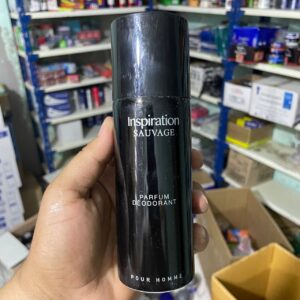 Inspiration
SAUVAGE
PARFUM
DEODORANT
POUR HOMME